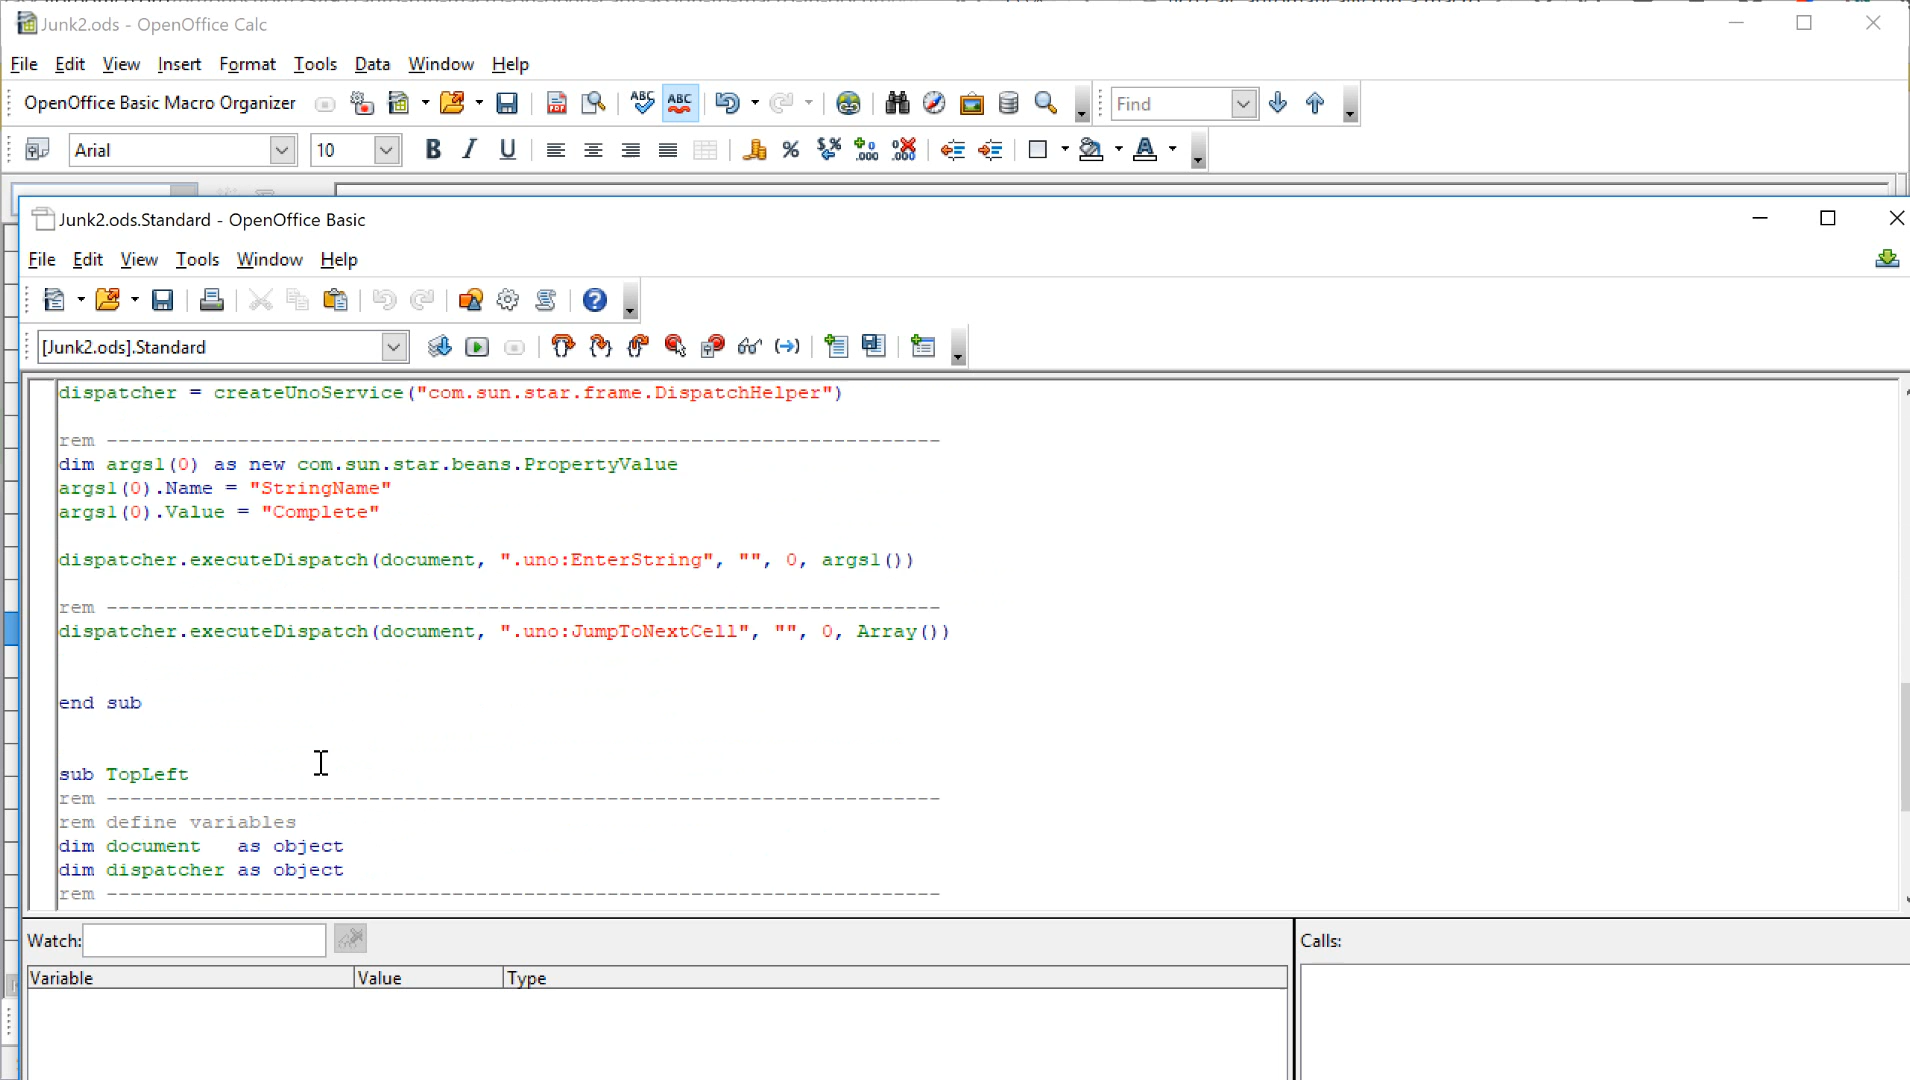 Junk2.ods - OpenOffice Calc
File Edit View Insert Format Tools Data Window Help
OpenOffice Basic Macro Organizer
Find
Arial 10
Junk2.ods.Standard - OpenOffice Basic
File Edit View Tools Window Help
[Junk2.ods].Standard
dispatcher = createUnoService("com.sun.star.frame.DispatchHelper")
rem ----------------------------------------------------------------------
dim args1(0) as new com.sun.star.beans.PropertyValue
args1(0).Name = "StringName"
args1(0).Value = "Complete"
dispatcher.executeDispatch(document, ".uno:EnterString", "", 0, args1())
rem ----------------------------------------------------------------------
dispatcher.executeDispatch(document, ".uno:JumpToNextCell", "", 0, Array())
end sub
sub TopLeft
rem ----------------------------------------------------------------------
rem define variables
dim document   as object
dim dispatcher as object
rem ----------------------------------------------------------------------
Watch:
Calls:
Variable Value Type